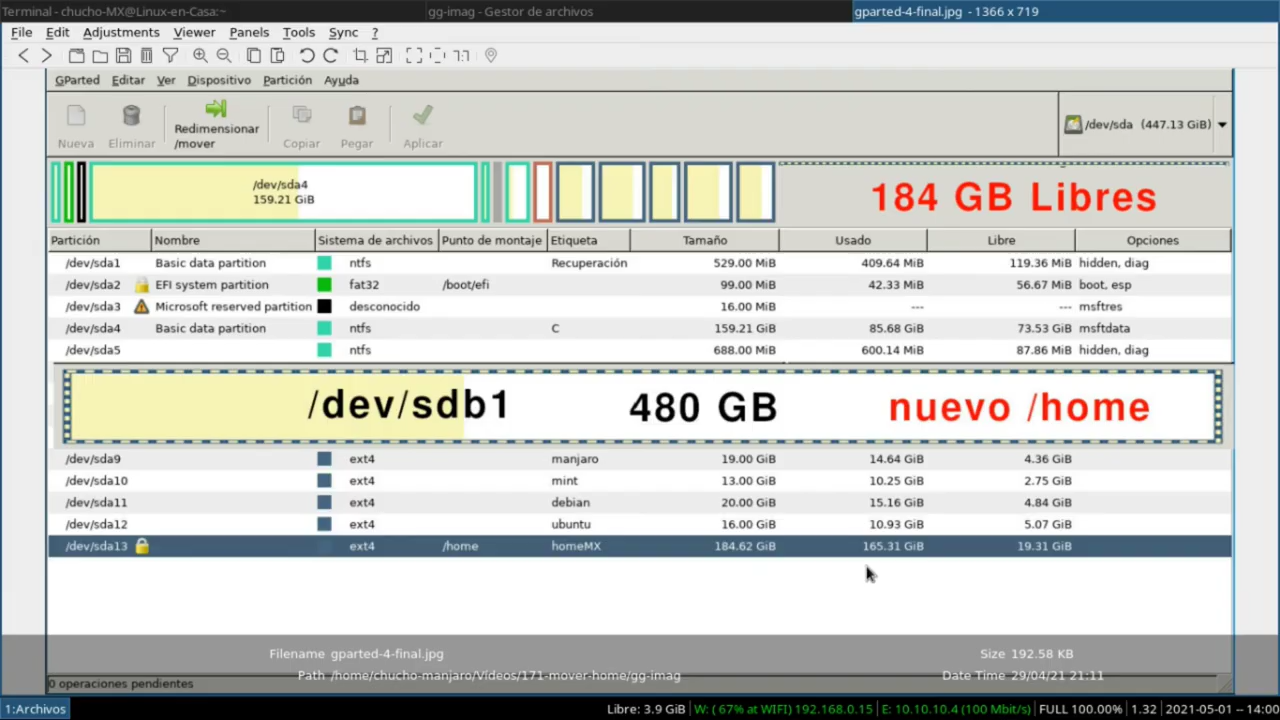 Terminal - chucho-MX@Linux-en-Casa:~ gg-imag - Gestor de archivos gparted-4-final.jpg - 1366 x 719
File Edit Adjustments Viewer Panels Tools Sync ?
GParted Editar Ver Dispositivo Partición Ayuda
Nueva Eliminar Redimensionar /mover Copiar Pegar Aplicar /dev/sda (447.13 GiB)
/dev/sda4
159.21 GiB
184 GB Libres
Partición Nombre Sistema de archivos Punto de montaje Etiqueta Tamaño Usado Libre Opciones
/dev/sda1 Basic data partition ntfs Recuperación 529.00 MiB 409.64 MiB 119.36 MiB hidden, diag
/dev/sda2 EFI system partition fat32 /boot/efi 99.00 MiB 42.33 MiB 56.67 MiB boot, esp
/dev/sda3 Microsoft reserved partition desconocido 16.00 MiB --- --- msftres
/dev/sda4 Basic data partition ntfs C 159.21 GiB 85.68 GiB 73.53 GiB msftdata
/dev/sda5 ntfs 688.00 MiB 600.14 MiB 87.86 MiB hidden, diag
/dev/sdb1 480 GB nuevo /home
/dev/sda9 ext4 manjaro 19.00 GiB 14.64 GiB 4.36 GiB
/dev/sda10 ext4 mint 13.00 GiB 10.25 GiB 2.75 GiB
/dev/sda11 ext4 debian 20.00 GiB 15.16 GiB 4.84 GiB
/dev/sda12 ext4 ubuntu 16.00 GiB 10.93 GiB 5.07 GiB
/dev/sda13 ext4 /home homeMX 184.62 GiB 165.31 GiB 19.31 GiB
Filename gparted-4-final.jpg Size 192.58 KB
Path /home/chucho-manjaro/Vídeos/171-mover-home/gg-imag Date Time 29/04/21 21:11
0 operaciones pendientes
1:Archivos Libre: 3.9 GiB W: ( 67% at WIFI) 192.168.0.15 E: 10.10.10.4 (100 Mbit/s) FULL 100.00% 1.32 2021-05-01 -- 14:00